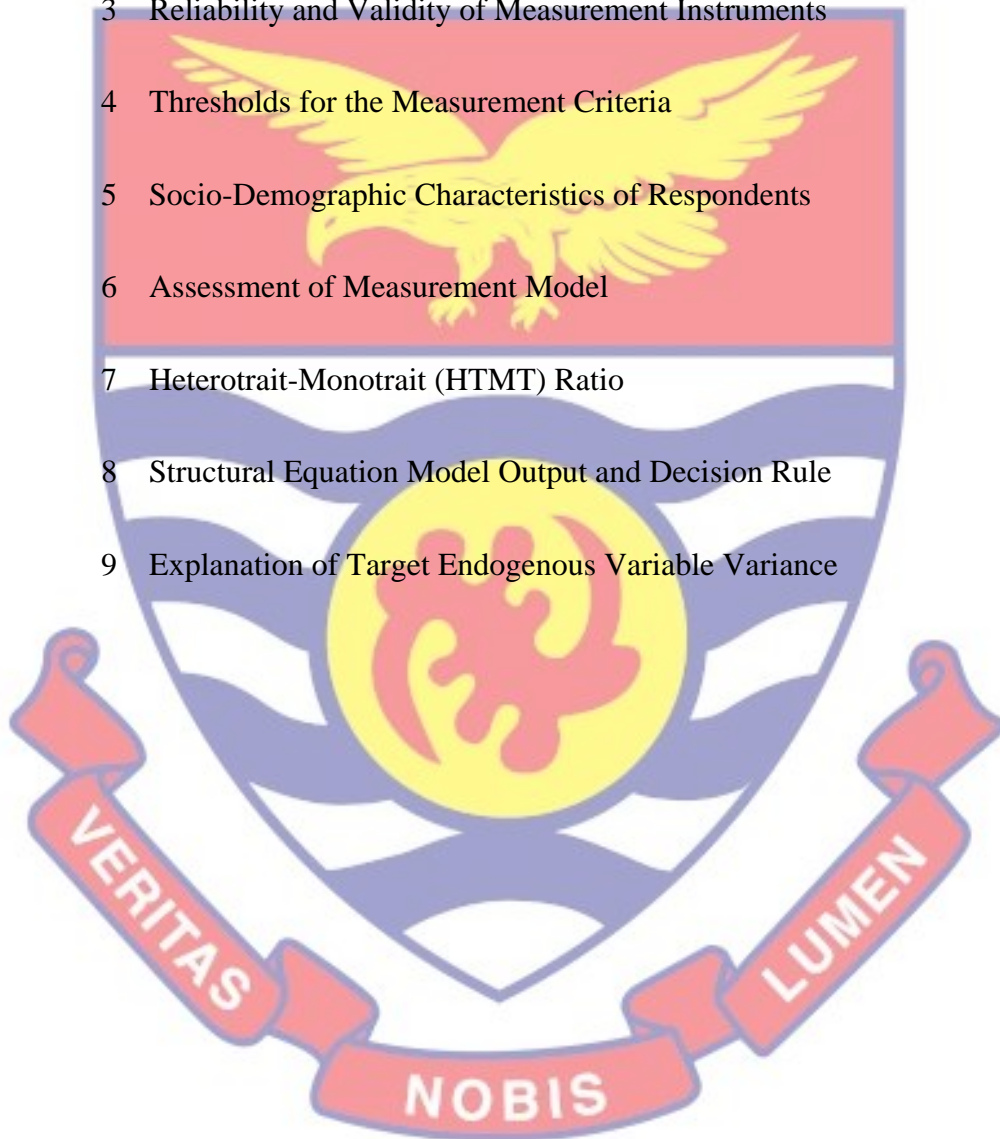 3 Reliability and Validity of Measurement Instruments
4 Thresholds for the Measurement Criteria
5 Socio-Demographic Characteristics of Respondents
6 Assessment of Measurement Model
7 Heterotrait-Monotrait (HTMT) Ratio
8 Structural Equation Model Output and Decision Rule
9 Explanation of Target Endogenous Variable Variance
VERITAS
NOBIS
LUMEN